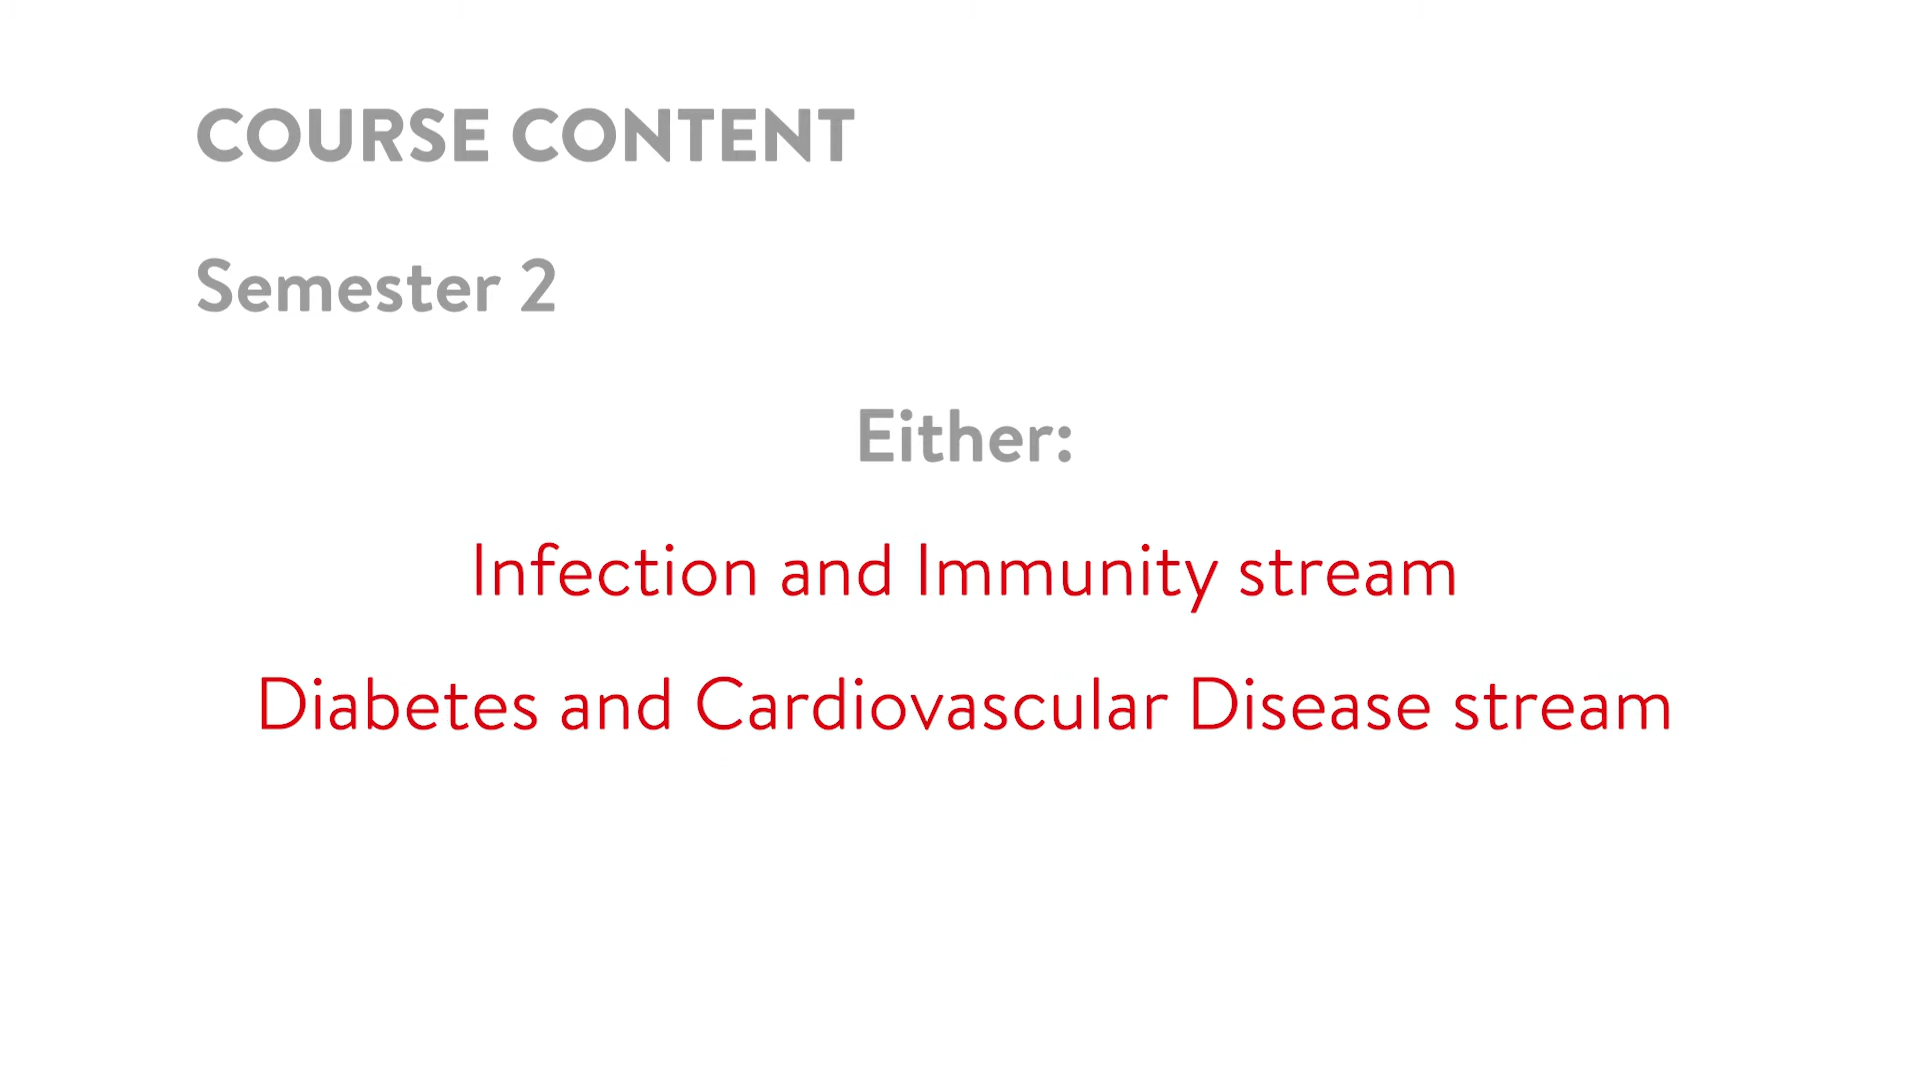 COURSE CONTENT
Semester 2
Either:
Infection and Immunity stream
Diabetes and Cardiovascular Disease stream